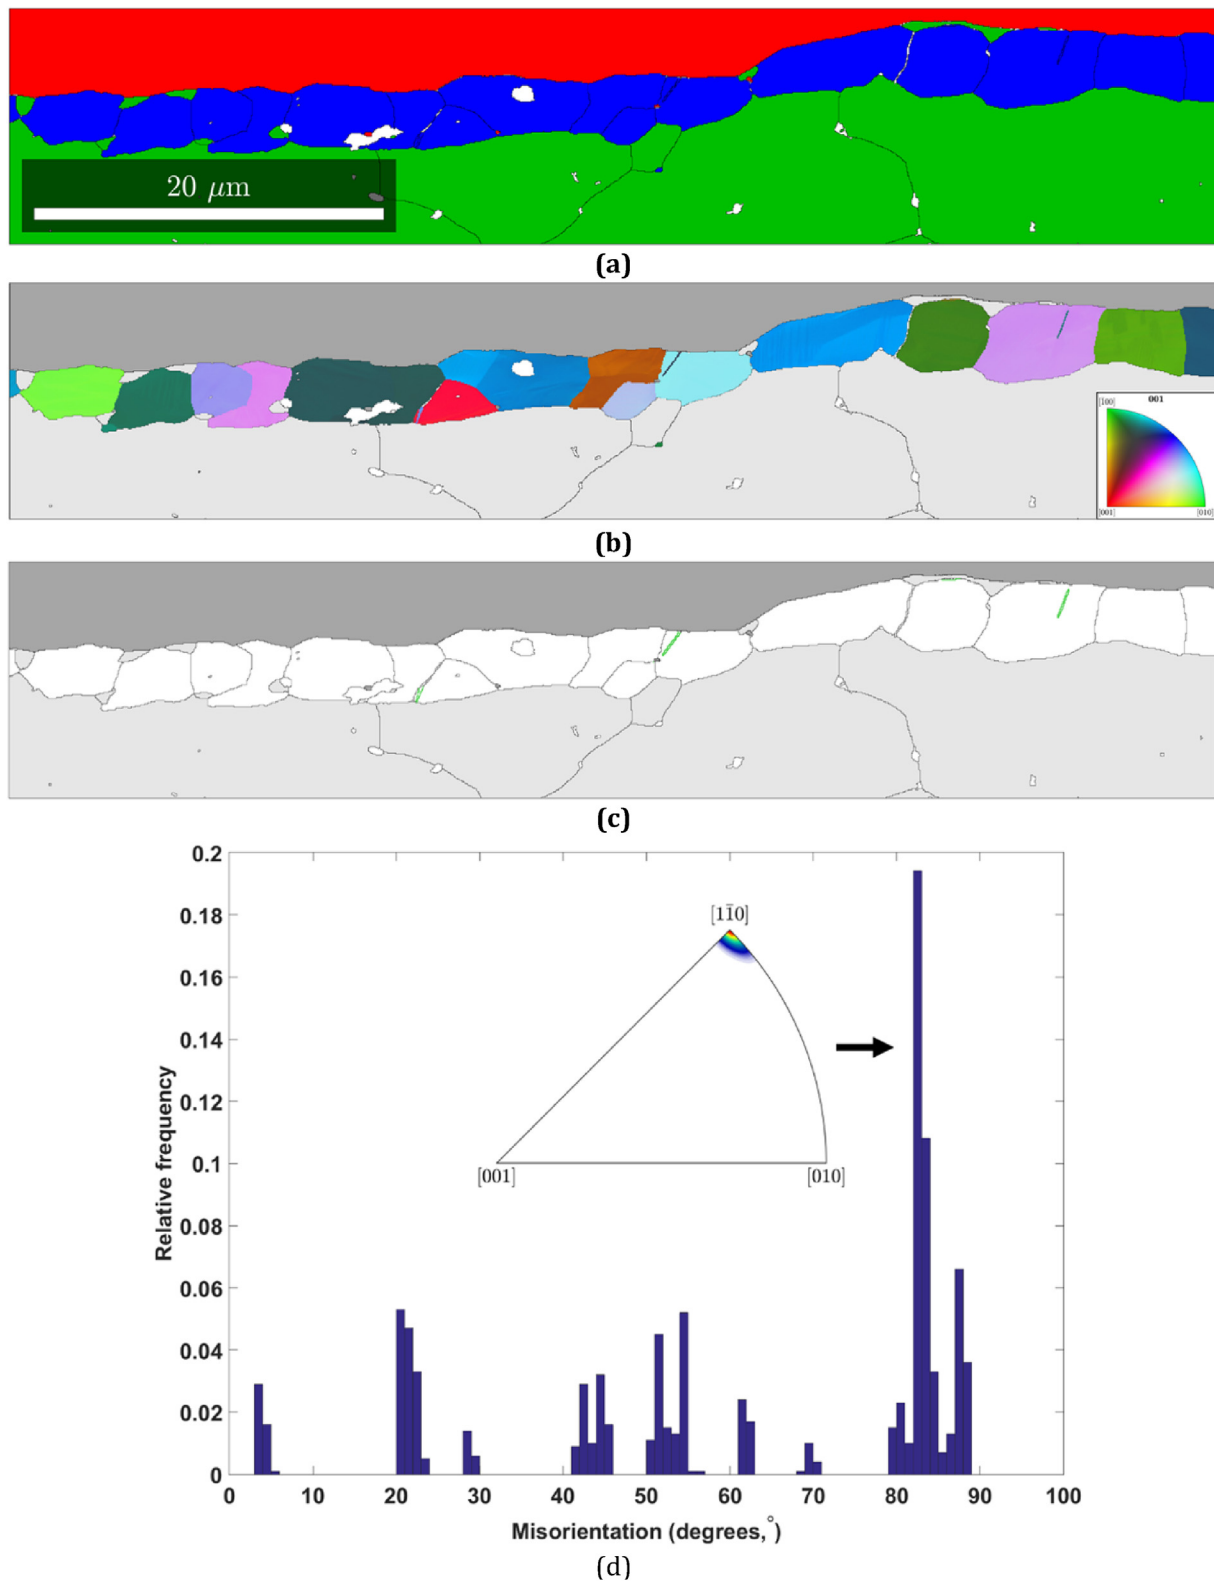 20 μm
(a)
001
[100]
[001]
[010]
(b)
(c)
0.2
0.18
0.16
0.14
0.12
0.1
0.08
0.06
0.04
0.02
0
Relative frequency
[11̄0]
[001]
[010]
0 10 20 30 40 50 60 70 80 90 100
Misorientation (degrees,°)
(d)